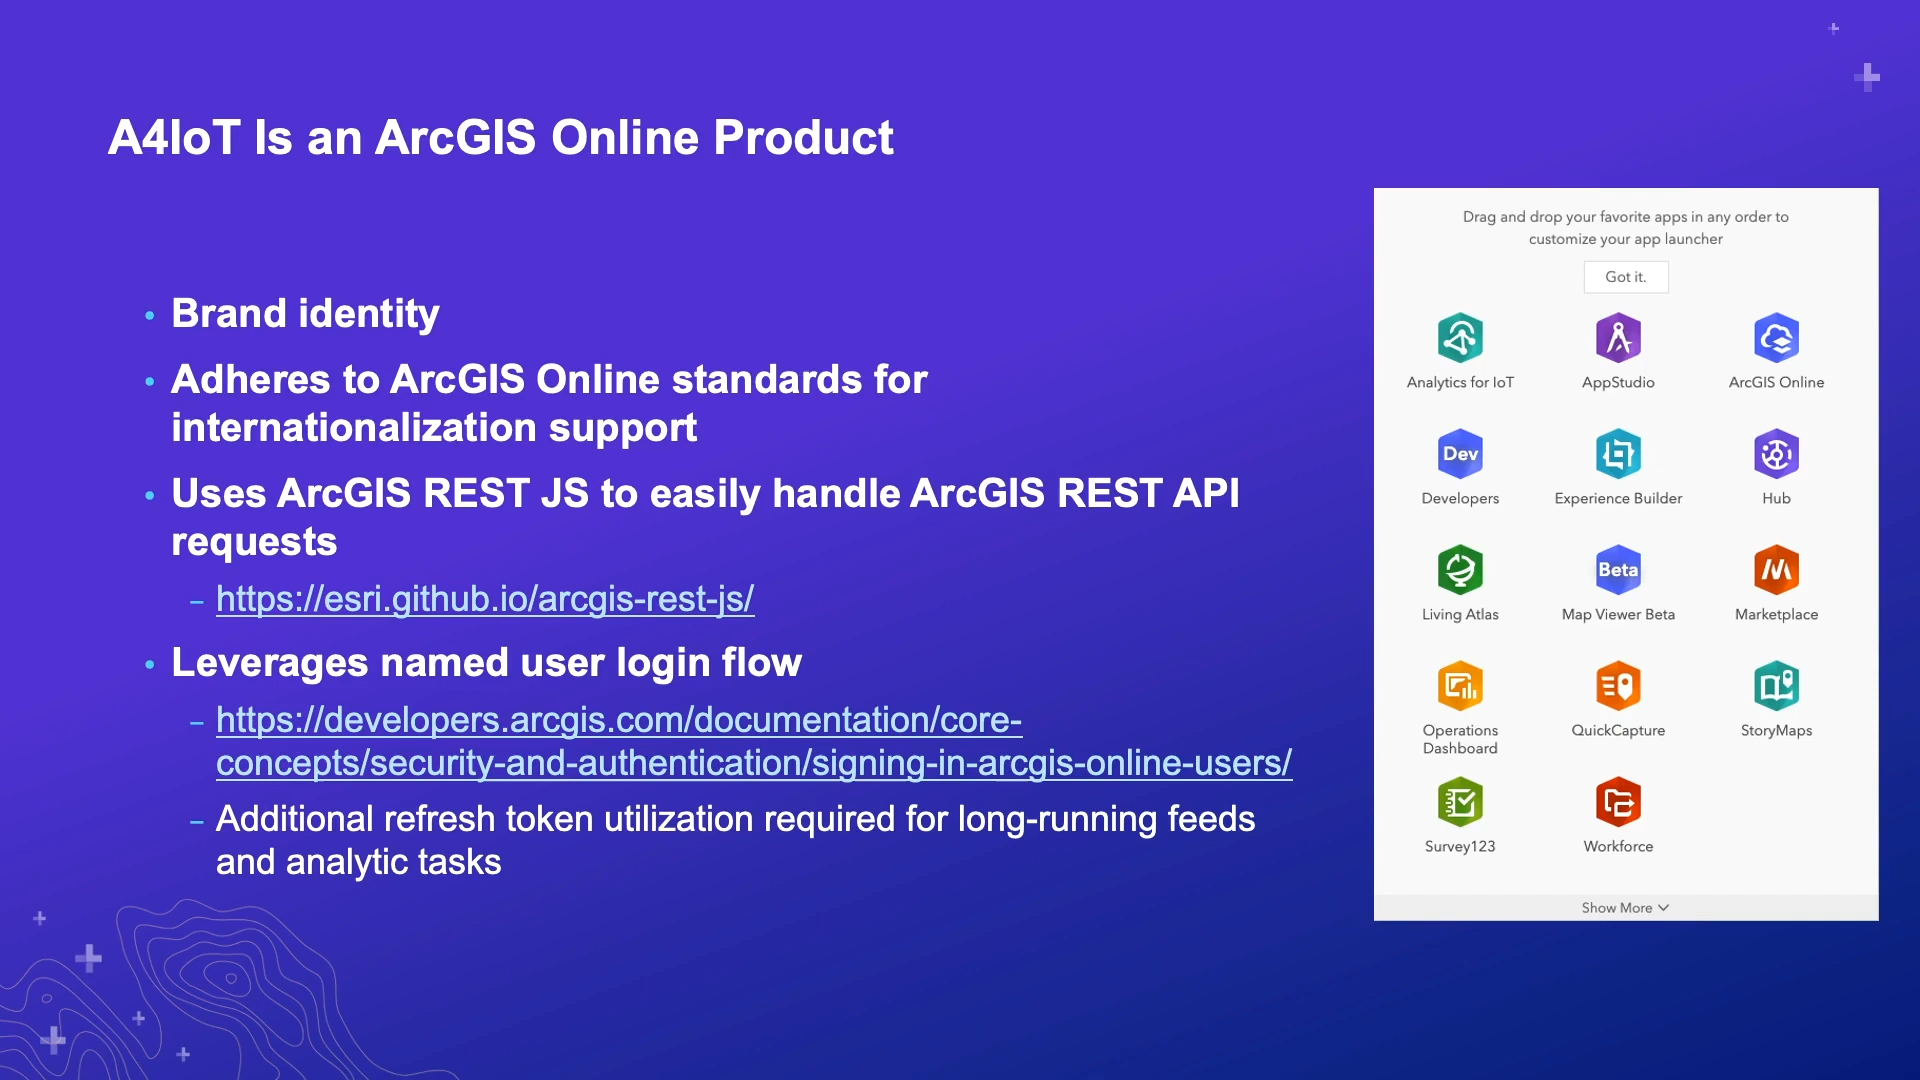 A4IoT Is an ArcGIS Online Product
• Brand identity
• Adheres to ArcGIS Online standards for
internationalization support
• Uses ArcGIS REST JS to easily handle ArcGIS REST API
requests
– https://esri.github.io/arcgis-rest-js/
• Leverages named user login flow
– https://developers.arcgis.com/documentation/core-
concepts/security-and-authentication/signing-in-arcgis-online-users/
– Additional refresh token utilization required for long-running feeds
and analytic tasks
Drag and drop your favorite apps in any order to
customize your app launcher
Got it.
Analytics for IoT
AppStudio
ArcGIS Online
Dev
Developers
Experience Builder
Hub
Living Atlas
Beta
Map Viewer Beta
Marketplace
Operations
Dashboard
QuickCapture
StoryMaps
Survey123
Workforce
Show More